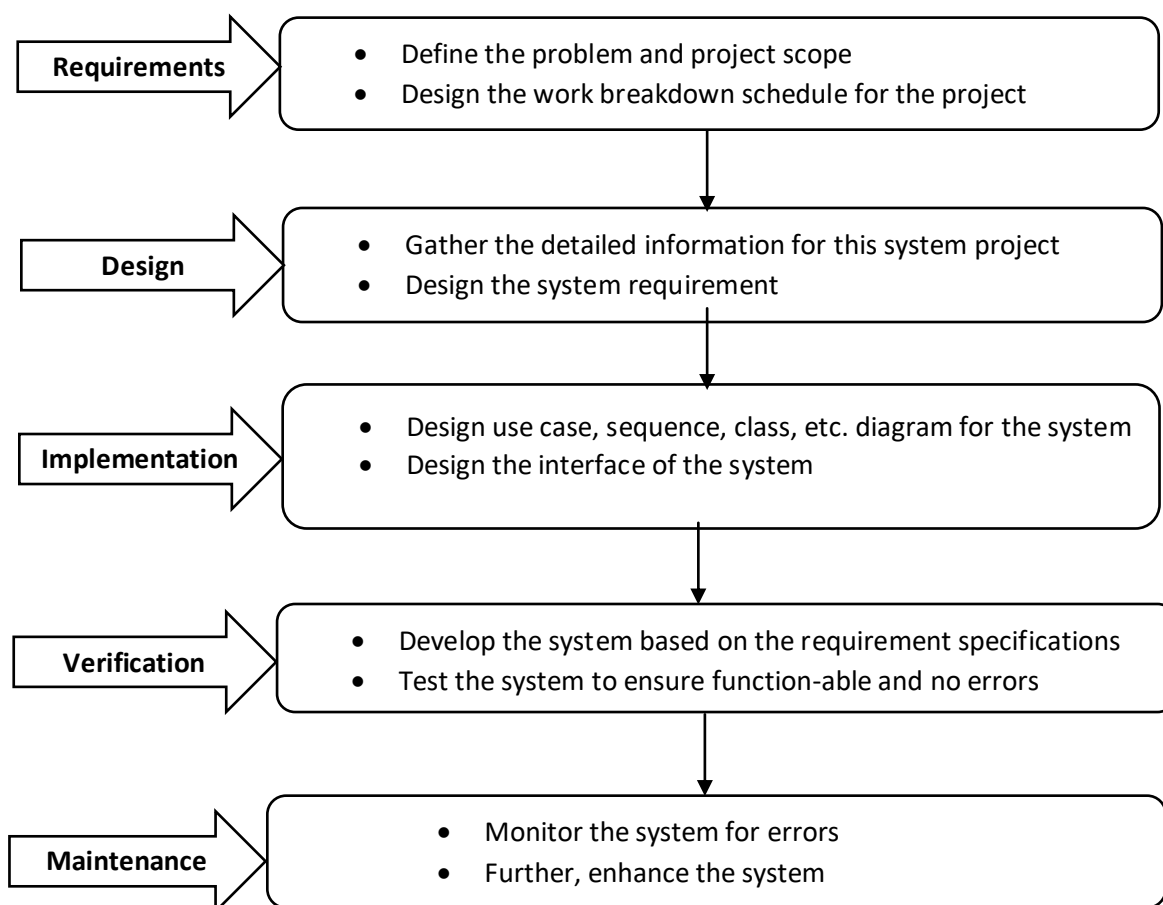 Requirements
• Define the problem and project scope
• Design the work breakdown schedule for the project
Design
• Gather the detailed information for this system project
• Design the system requirement
Implementation
• Design use case, sequence, class, etc. diagram for the system
• Design the interface of the system
Verification
• Develop the system based on the requirement specifications
• Test the system to ensure function-able and no errors
Maintenance
• Monitor the system for errors
• Further, enhance the system